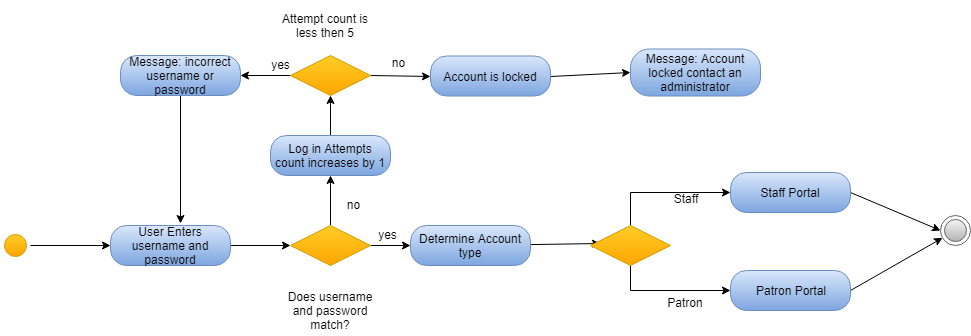 Attempt count is
less then 5
Message: incorrect
username or
password
yes
no
Account is locked
Message: Account
locked contact an
administrator
Log in Attempts
count increases by 1
no
User Enters
username and
password
yes
Determine Account
type
Does username
and password
match?
Staff
Staff Portal
Patron
Patron Portal